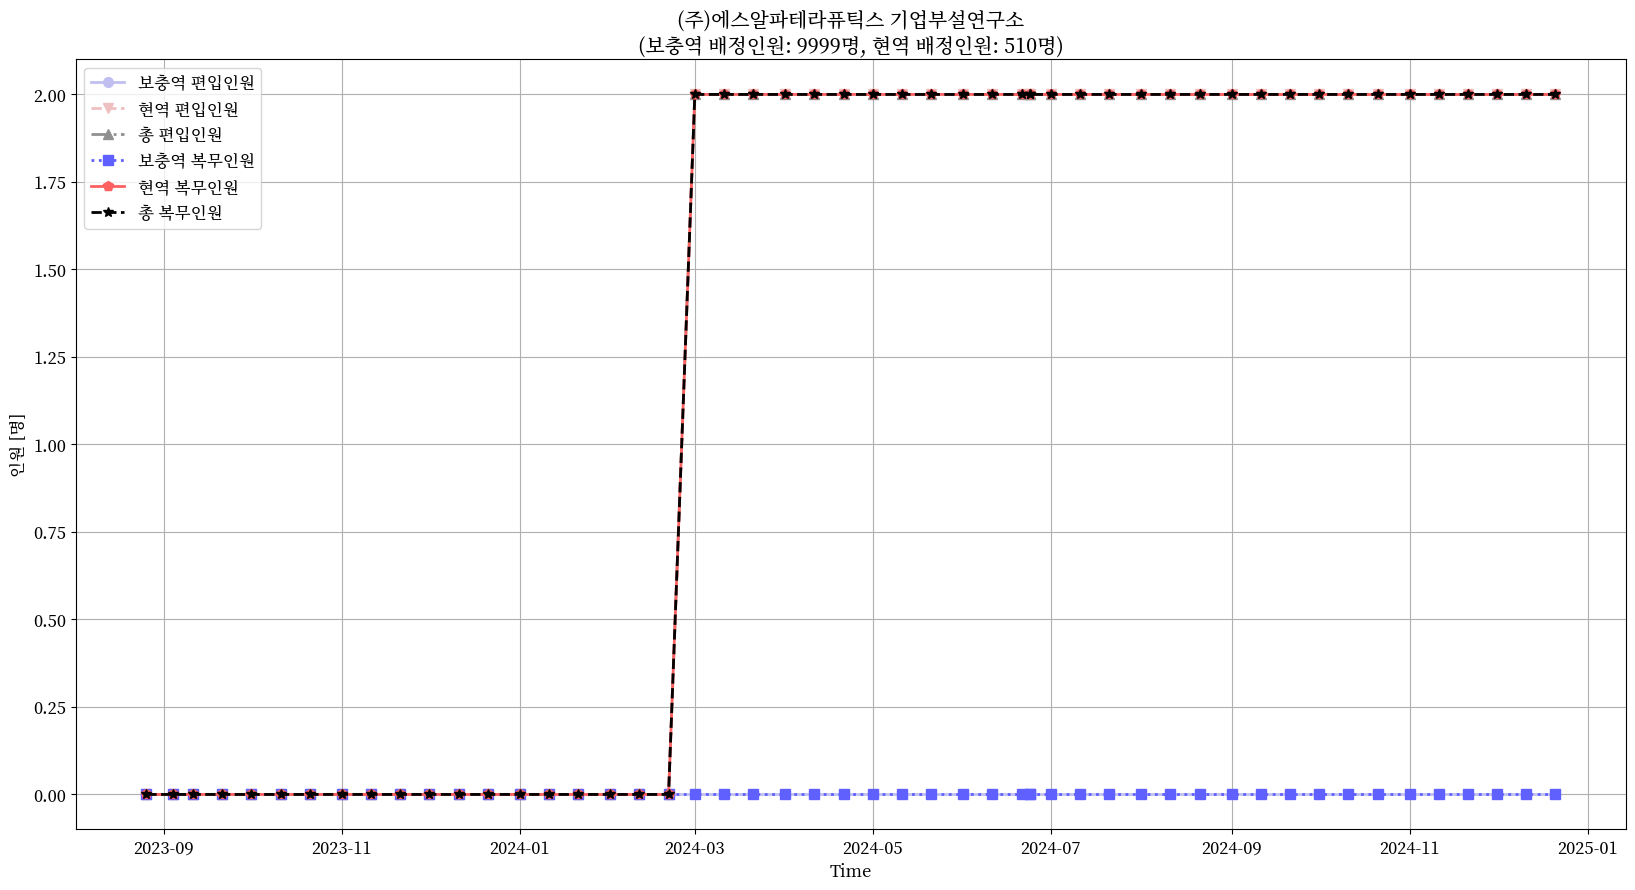 (주)에스알파테라퓨틱스 기업부설연구소
(보충역 배정인원: 9999명, 현역 배정인원: 510명)
보충역 편입인원
현역 편입인원
총 편입인원
보충역 복무인원
현역 복무인원
총 복무인원
2.00
1.75
1.50
1.25
1.00
0.75
0.50
0.25
0.00
인원 [명]
2023-09
2023-11
2024-01
2024-03
2024-05
2024-07
2024-09
2024-11
2025-01
Time